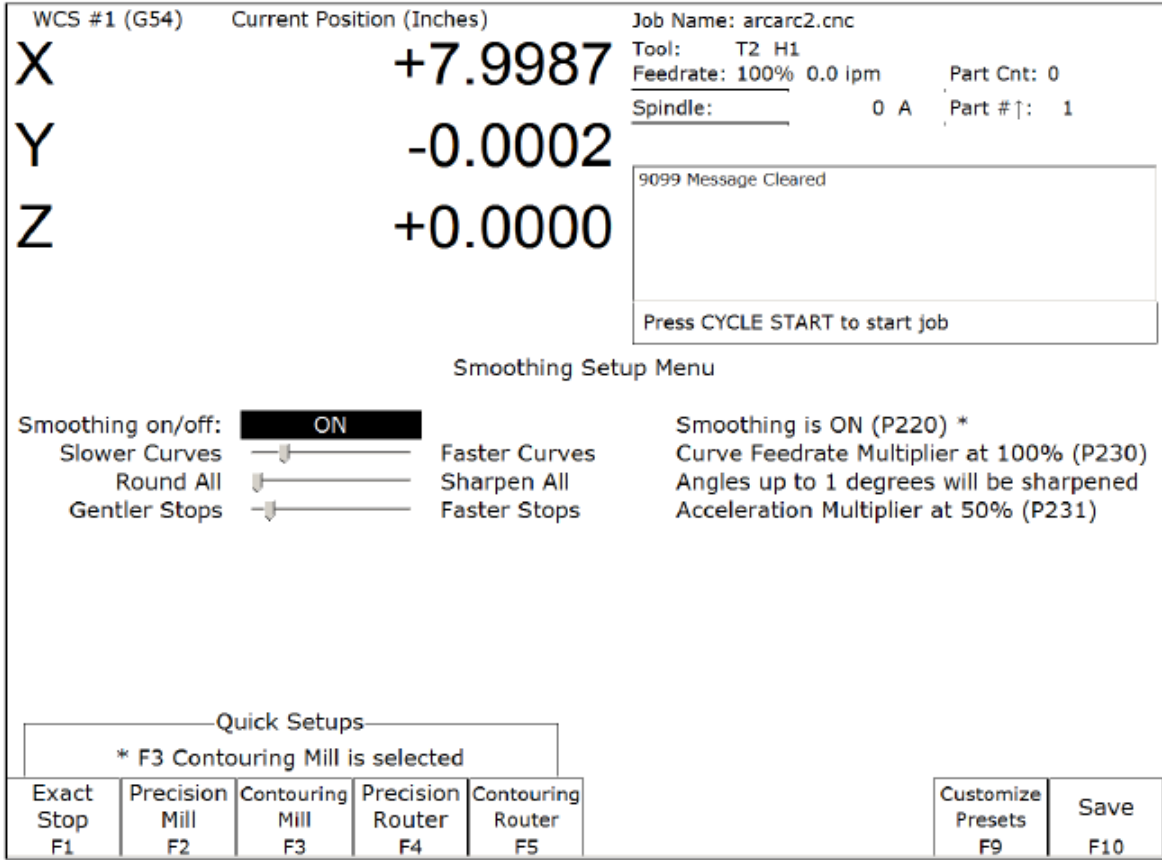 WCS #1 (G54) Current Position (Inches)
X +7.9987
Y -0.0002
Z +0.0000
Job Name: arcarc2.cnc
Tool: T2 H1
Feedrate: 100% 0.0 ipm Part Cnt: 0
Spindle: 0 A Part #↑: 1
9099 Message Cleared
Press CYCLE START to start job
Smoothing Setup Menu
Smoothing on/off: ON Smoothing is ON (P220) *
Slower Curves Faster Curves Curve Feedrate Multiplier at 100% (P230)
Round All Sharpen All Angles up to 1 degrees will be sharpened
Gentler Stops Faster Stops Acceleration Multiplier at 50% (P231)
Quick Setups
* F3 Contouring Mill is selected
Exact Stop F1
Precision Mill F2
Contouring Mill F3
Precision Router F4
Contouring Router F5
Customize Presets F9
Save F10